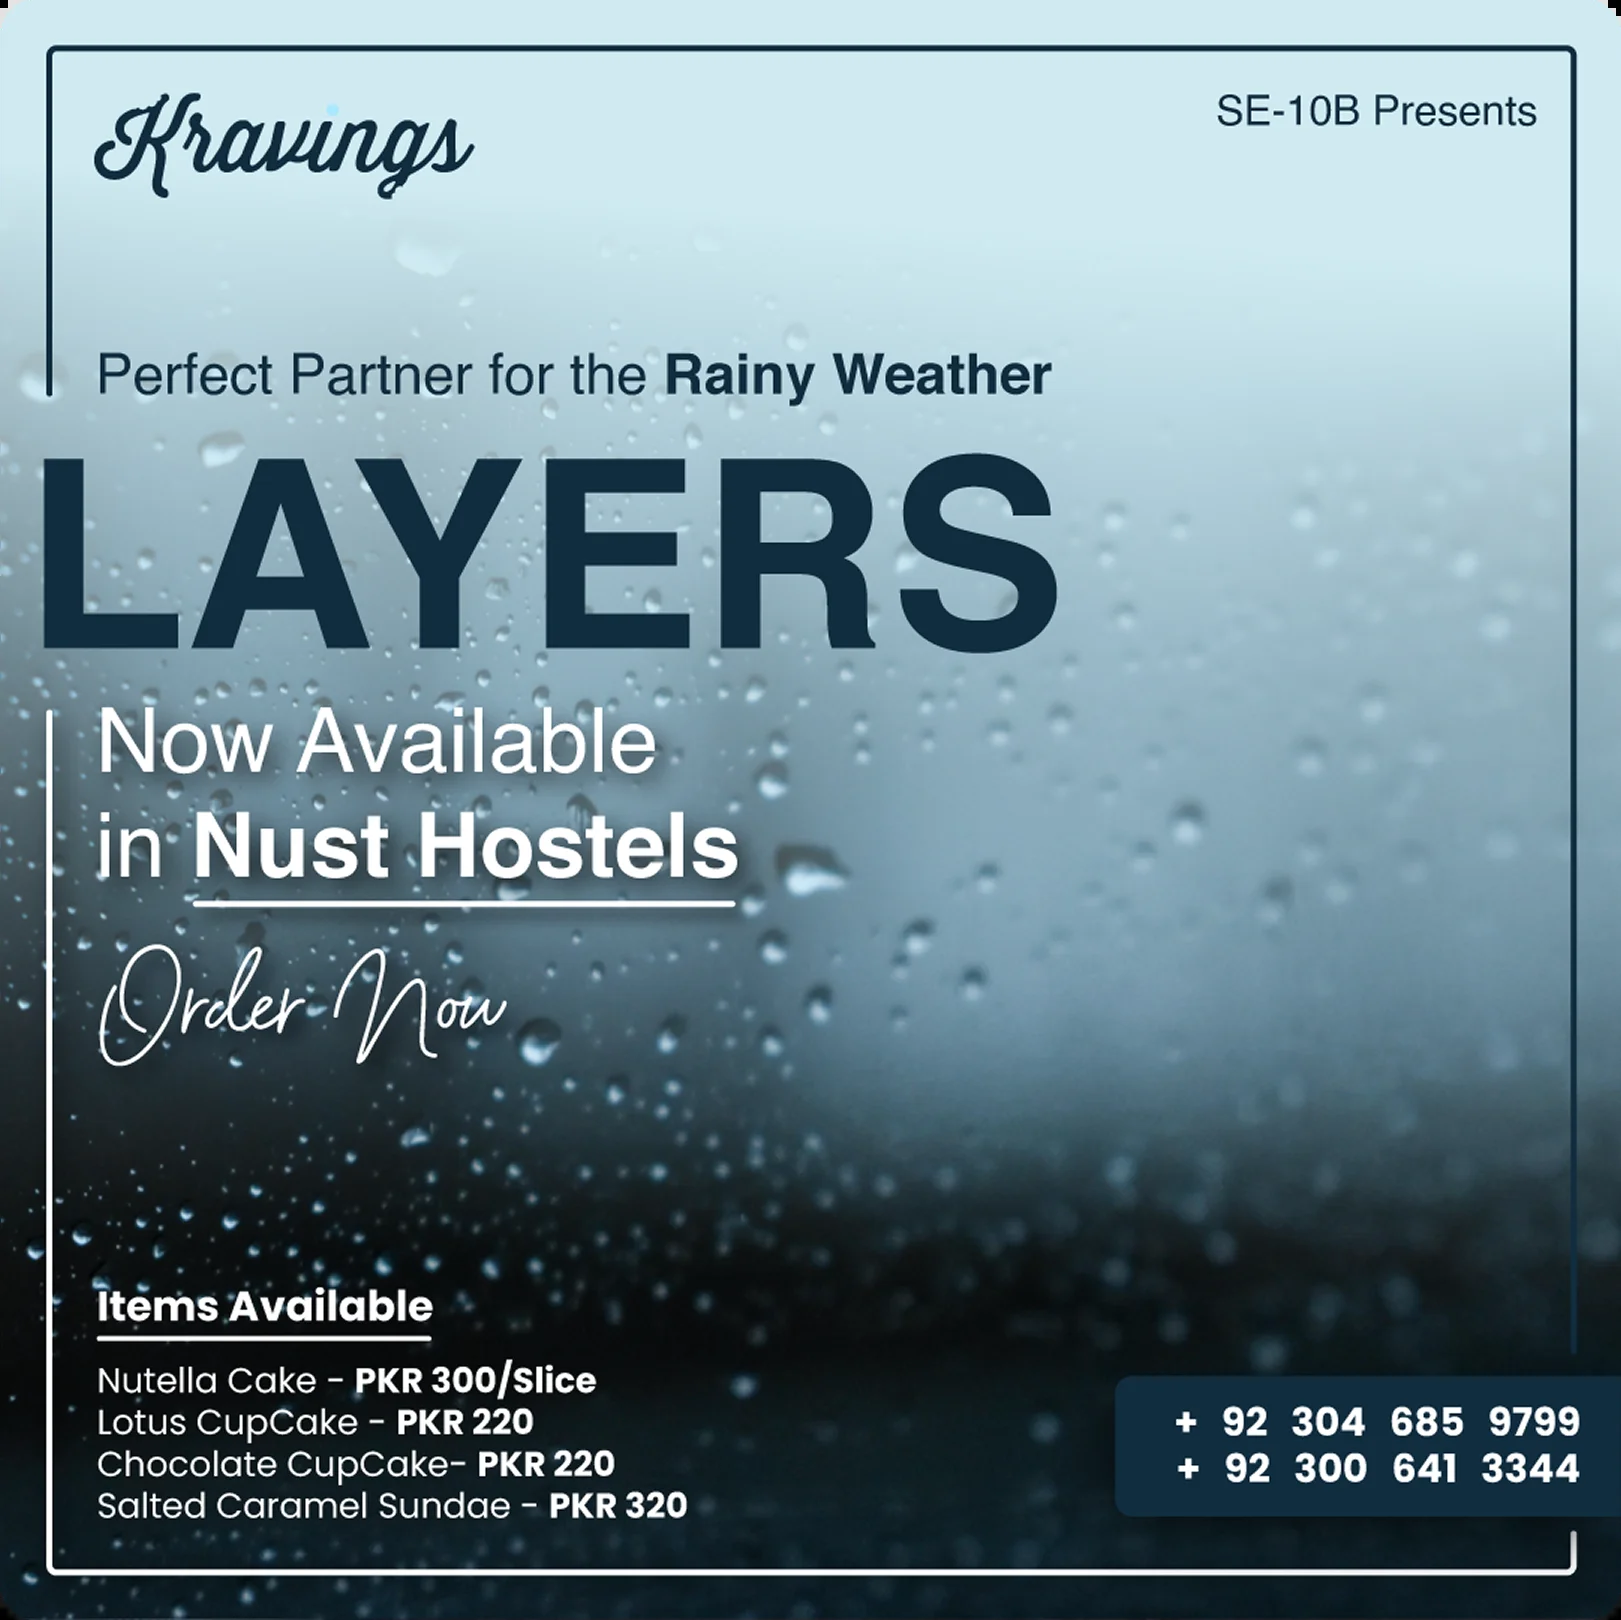 Kravings
SE-10B Presents
Perfect Partner for the Rainy Weather
LAYERS
Now Available
in Nust Hostels
Order Now
Items Available
Nutella Cake - PKR 300/Slice
Lotus CupCake - PKR 220
Chocolate CupCake- PKR 220
Salted Caramel Sundae - PKR 320
+ 92 304 685 9799
+ 92 300 641 3344